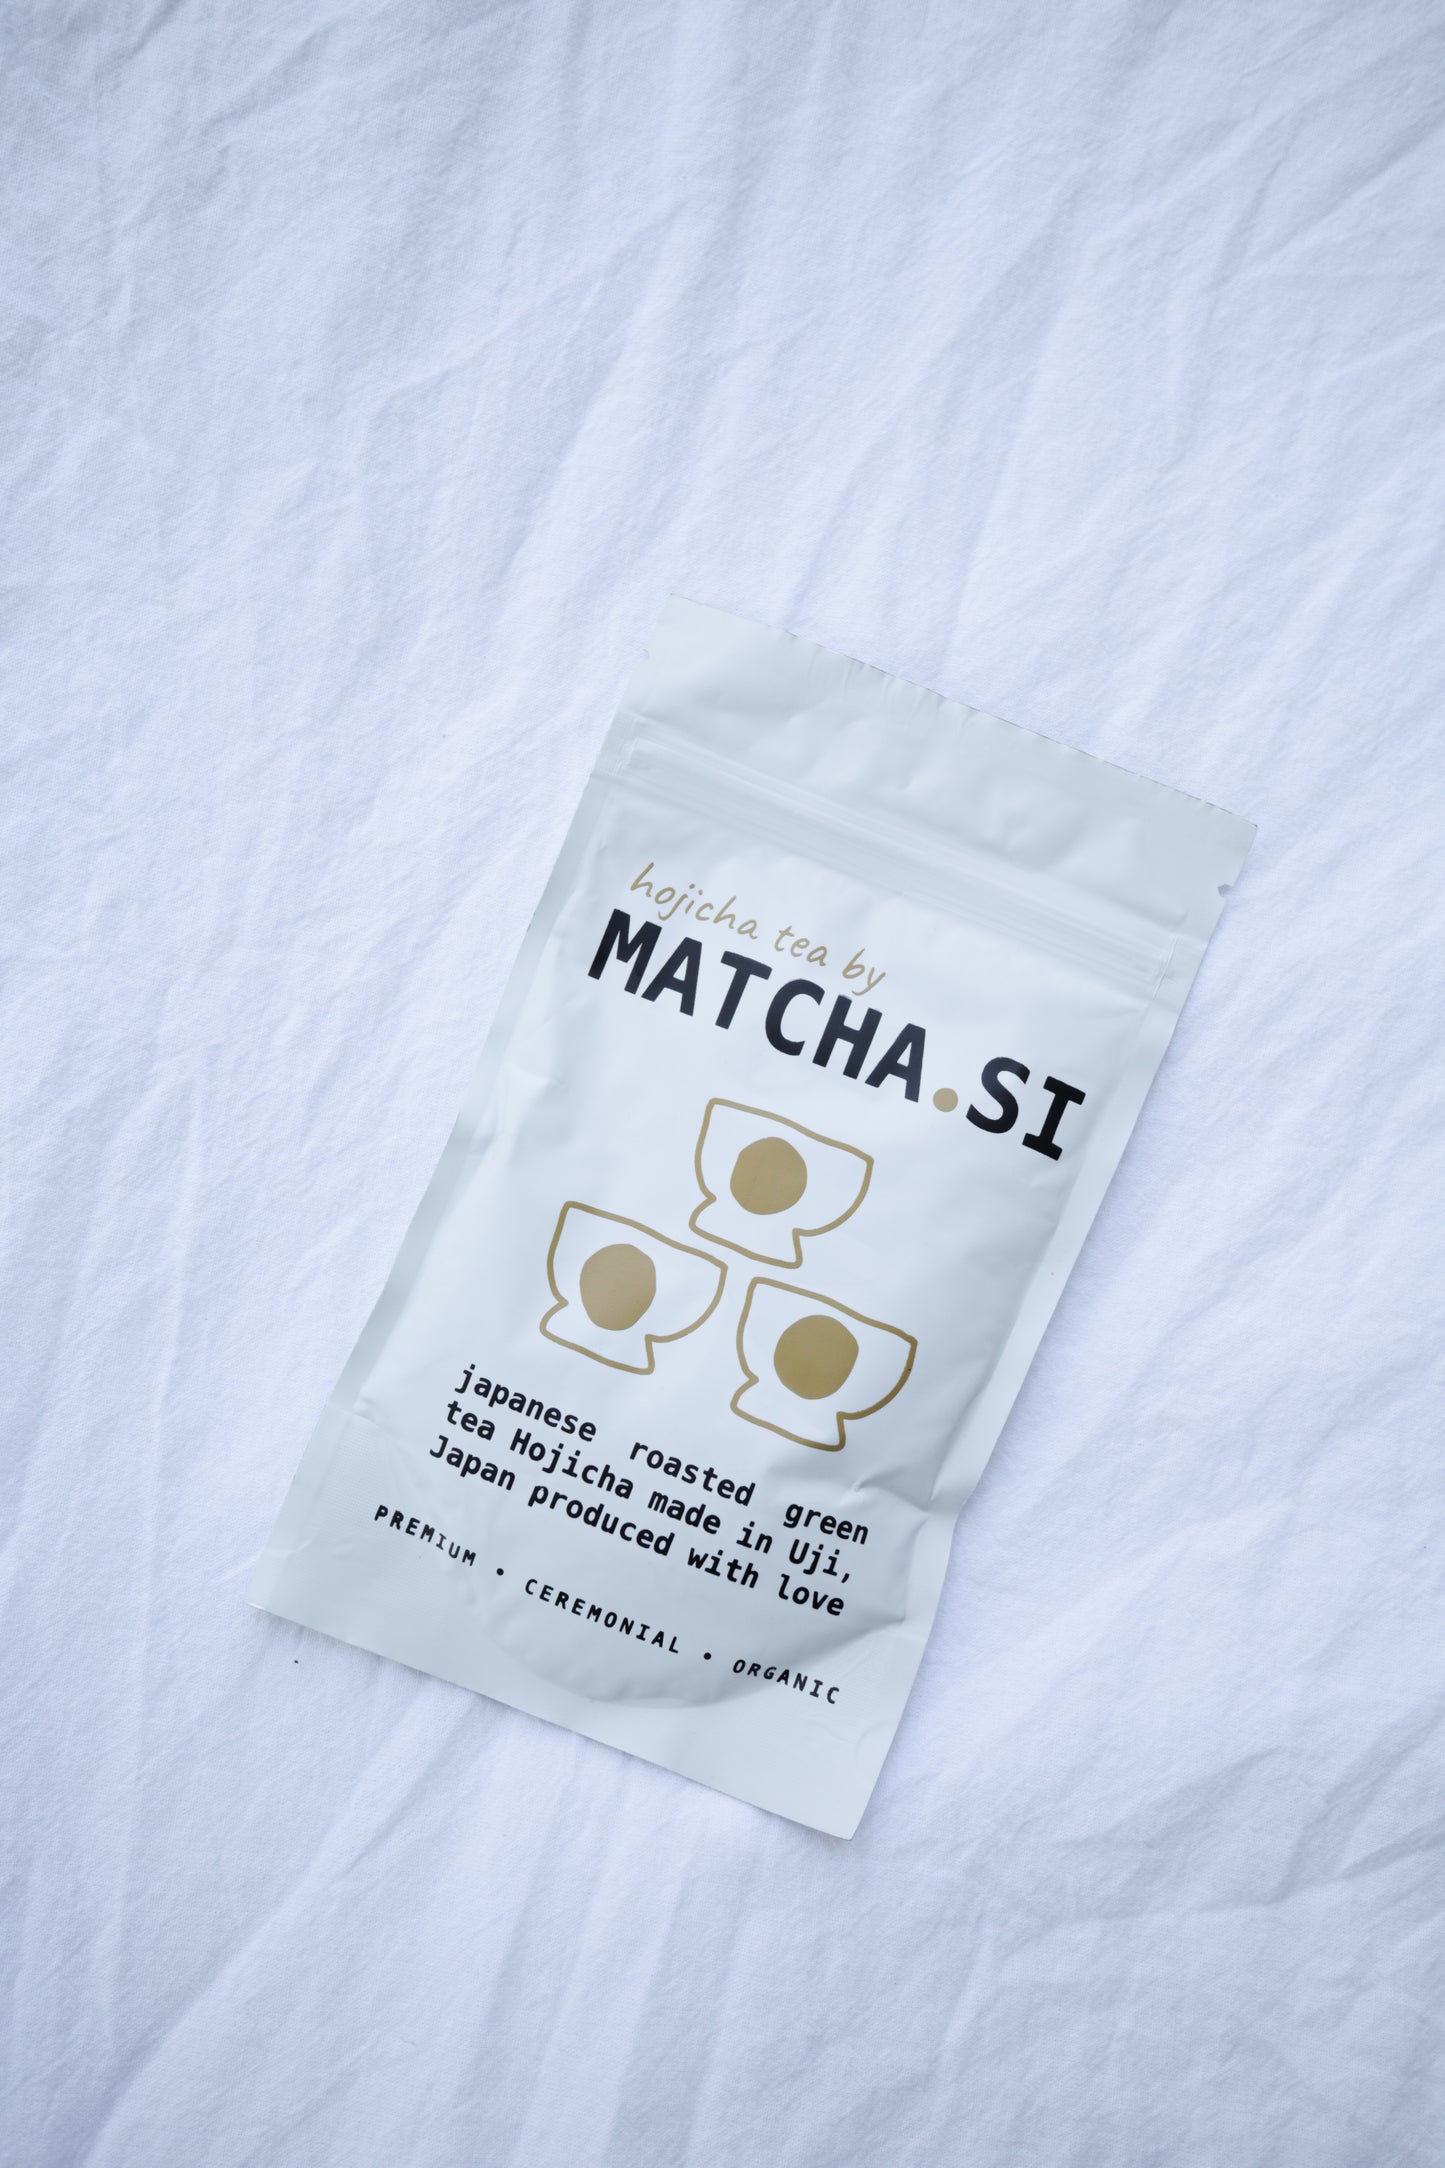 hojicha tea by
MATCHA.SI
japanese roasted green
tea Hojicha made in Uji,
Japan produced with love
PREMIUM • CEREMONIAL • ORGANIC